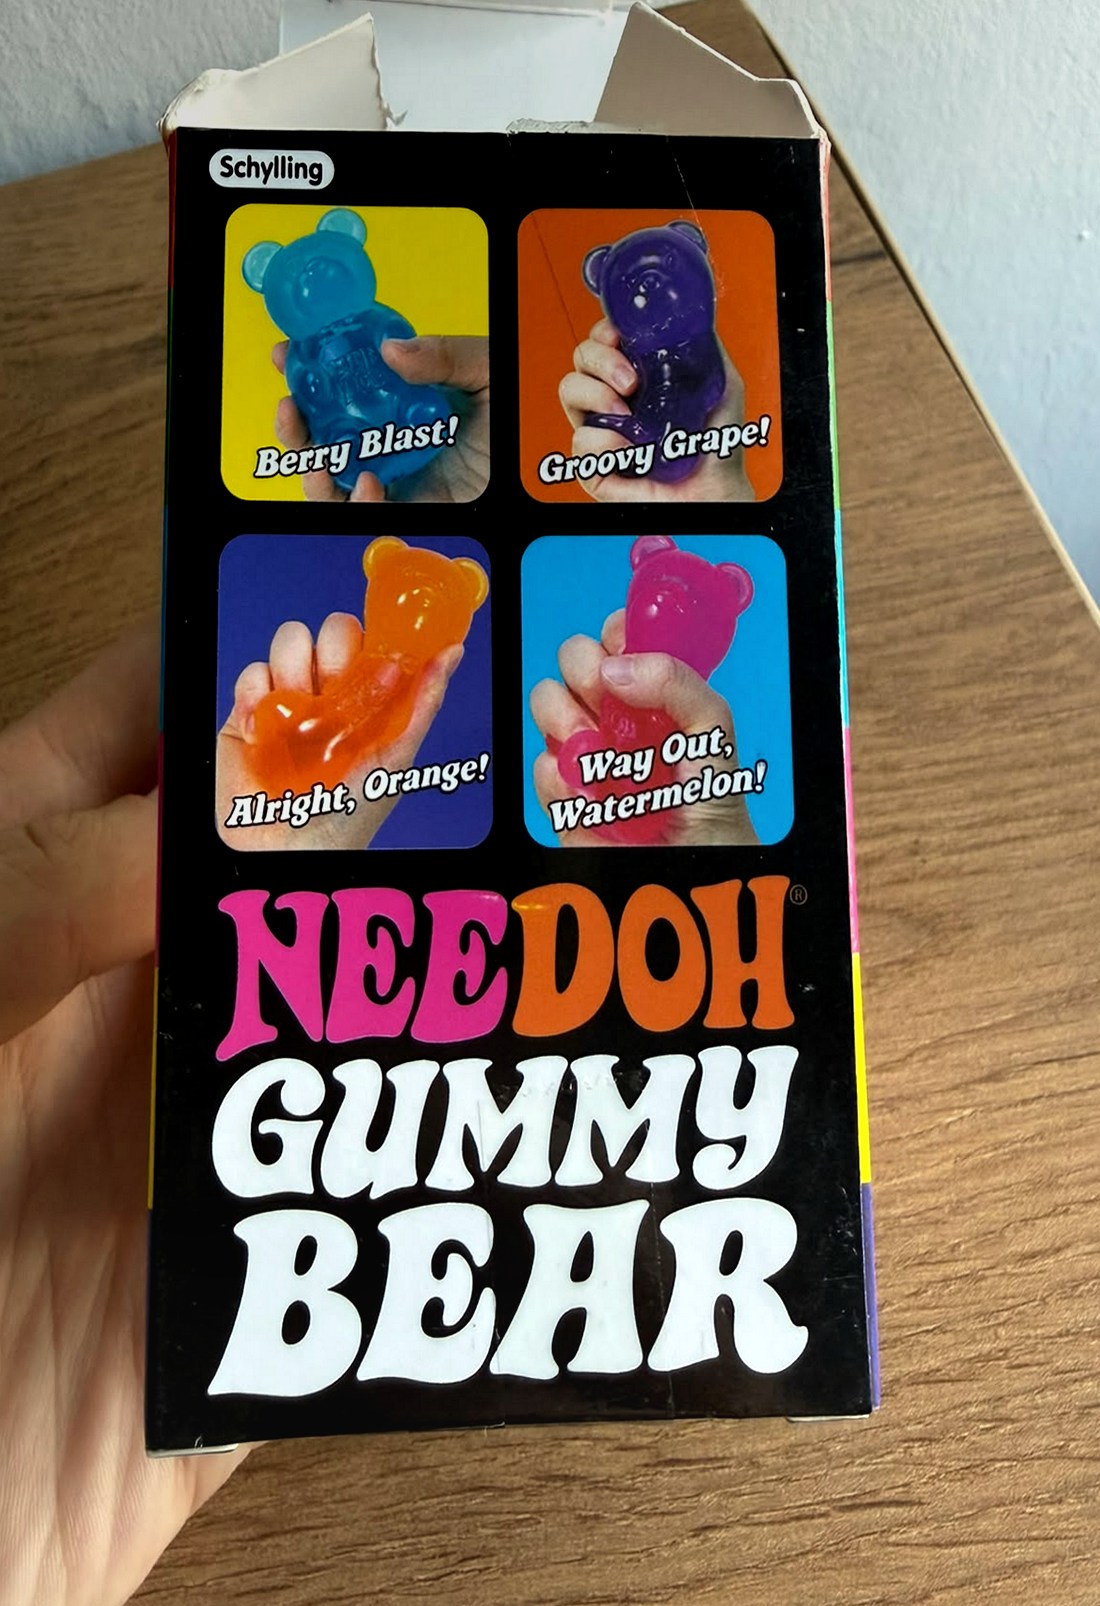 Schylling
Berry Blast!
Groovy Grape!
Alright, Orange!
Way Out,
Watermelon!
NEEDOH®
GUMMY
BEAR